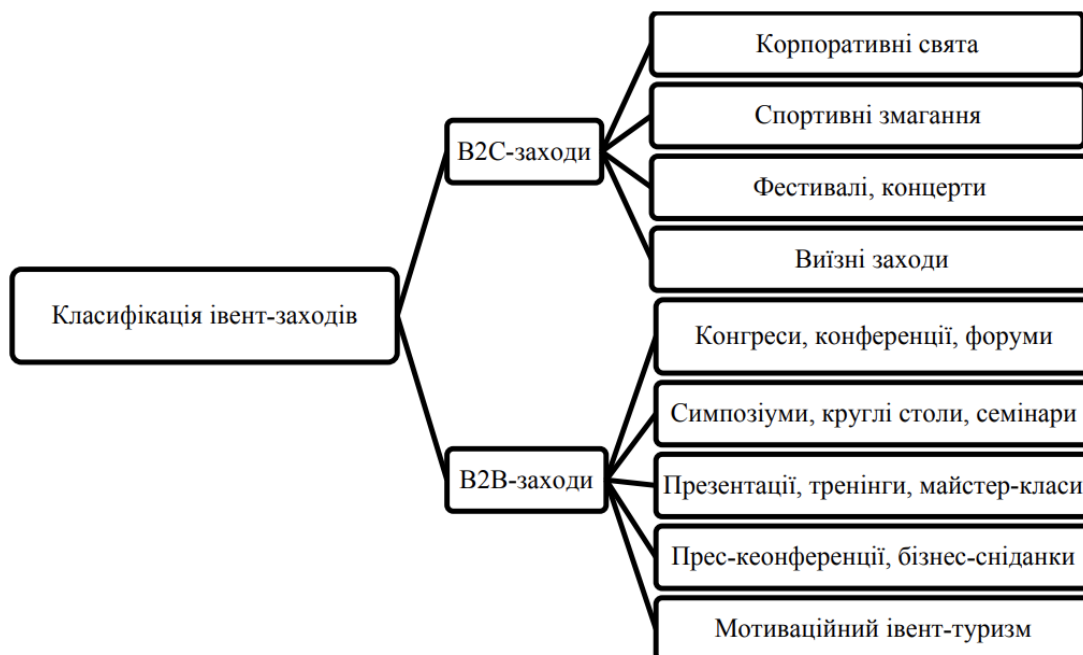 Класифікація івент-заходів
B2C-заходи
Корпоративні свята
Спортивні змагання
Фестивалі, концерти
Виїзні заходи
B2B-заходи
Конгреси, конференції, форуми
Симпозіуми, круглі столи, семінари
Презентації, тренінги, майстер-класи
Прес-кеонференції, бізнес-сніданки
Мотиваційний івент-туризм